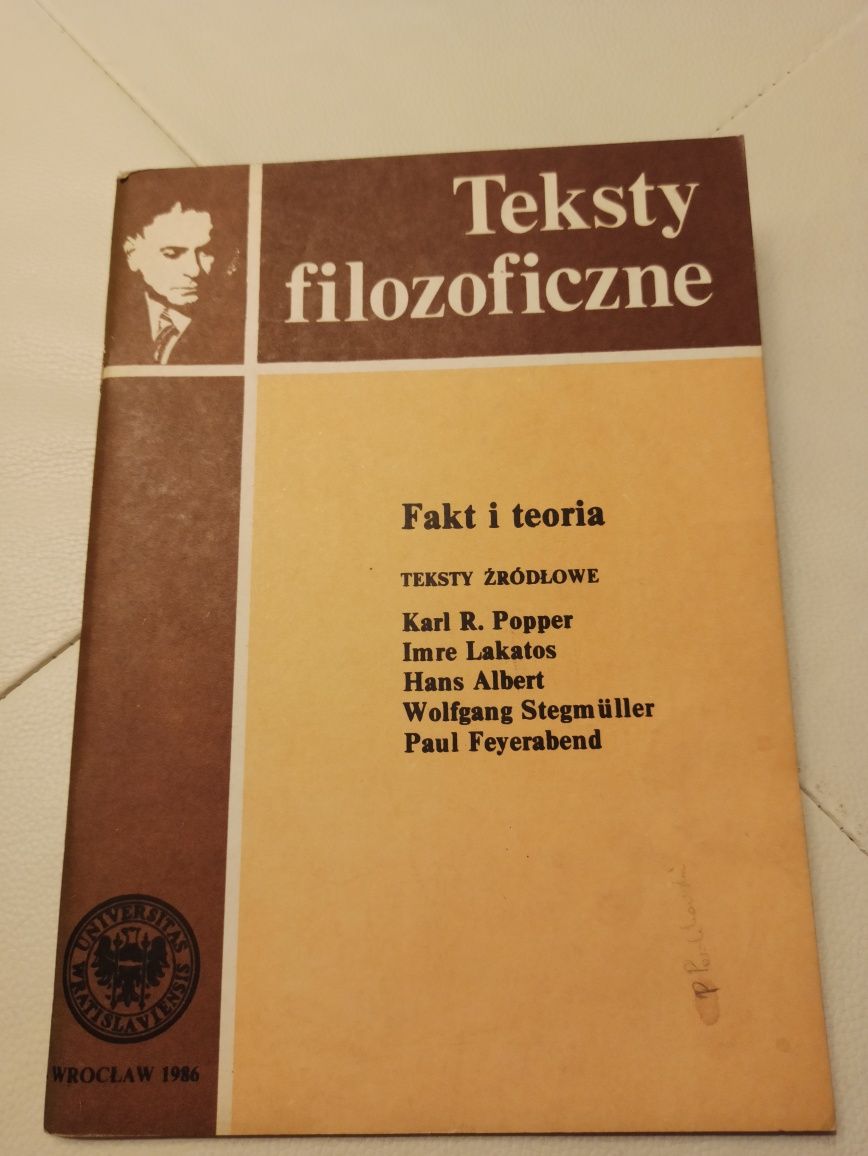 Teksty
filozoficzne
Fakt i teoria
TEKSTY ŹRÓDŁOWE
Karl R. Popper
Imre Lakatos
Hans Albert
Wolfgang Stegmüller
Paul Feyerabend
UNIVERSITAS
WRATISLAVIENSIS
WROCŁAW 1986